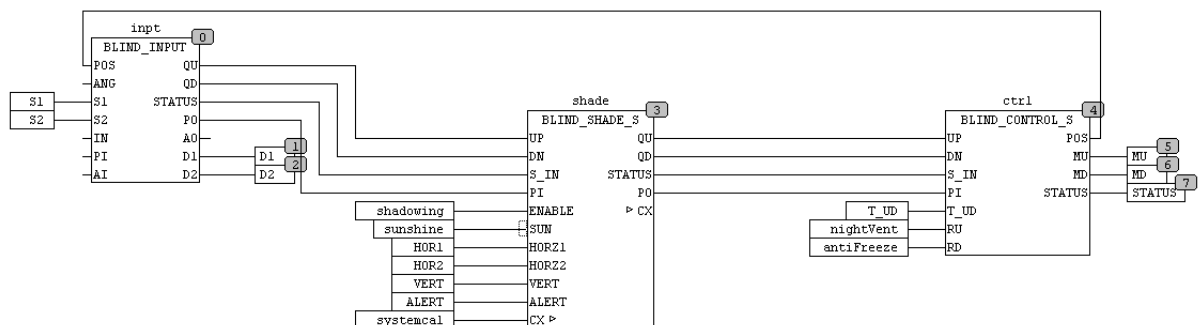 inpt
0
BLIND_INPUT
POS QU
ANG QD
S1 S1 STATUS
S2 S2 PO
IN AO
PI D1 D1 1
AI D2 D2 2
shade
3
BLIND_SHADE_S
UP QU
DN QD
S_IN STATUS
PI PO
shadowing ENABLE ▷ CX
sunshine SUN
HOR1 HORZ1
HOR2 HORZ2
VERT VERT
ALERT ALERT
systemcal CX ▷
ctrl
4
BLIND_CONTROL_S
UP POS
DN MU MU 5
S_IN MD MD 6
PI STATUS STATUS 7
T_UD T_UD
nightVent RU
antiFreeze RD